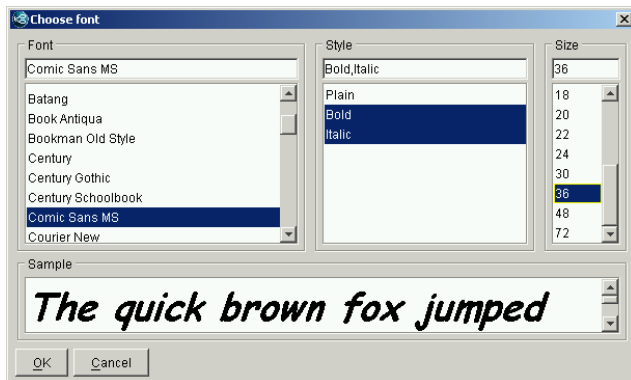 Choose font
Font
Comic Sans MS
Batang
Book Antiqua
Bookman Old Style
Century
Century Gothic
Century Schoolbook
Comic Sans MS
Courier New
Style
Bold,Italic
Plain
Bold
Italic
Size
36
18
20
22
24
30
36
48
72
Sample
The quick brown fox jumped
OK
Cancel